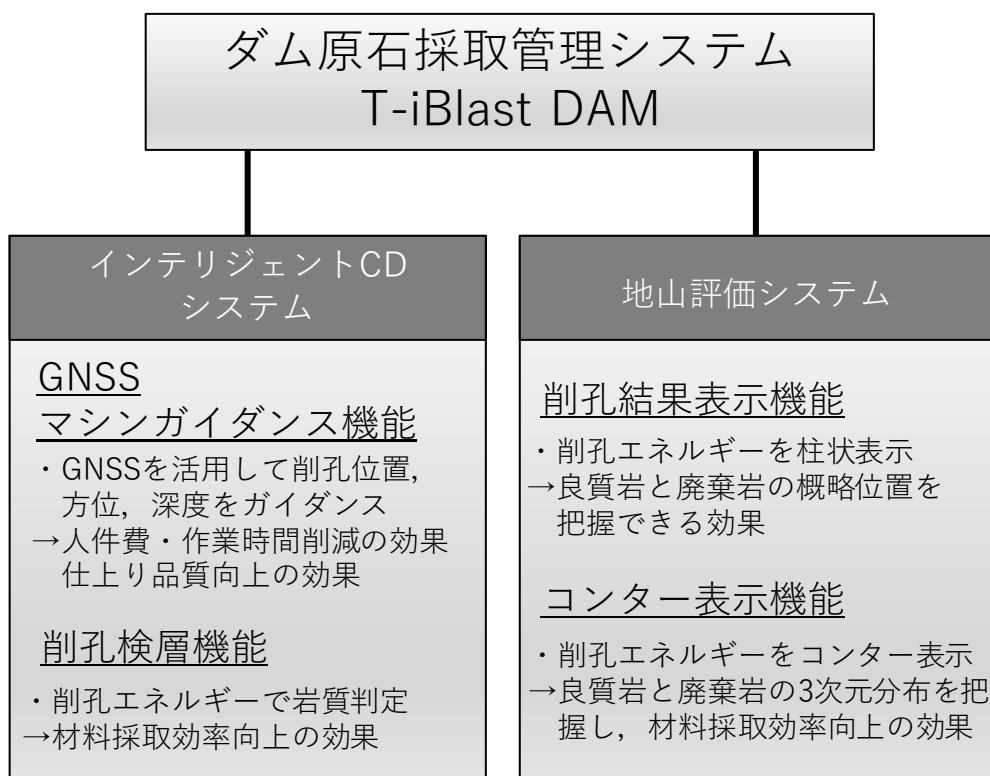 ダム原石採取管理システム
T-iBlast DAM
インテリジェントCD
システム
GNSS
マシンガイダンス機能
・GNSSを活用して削孔位置，
方位，深度をガイダンス
→人件費・作業時間削減の効果
仕上り品質向上の効果
削孔検層機能
・削孔エネルギーで岩質判定
→材料採取効率向上の効果
地山評価システム
削孔結果表示機能
・削孔エネルギーを柱状表示
→良質岩と廃棄岩の概略位置を
把握できる効果
コンター表示機能
・削孔エネルギーをコンター表示
→良質岩と廃棄岩の3次元分布を把
握し，材料採取効率向上の効果